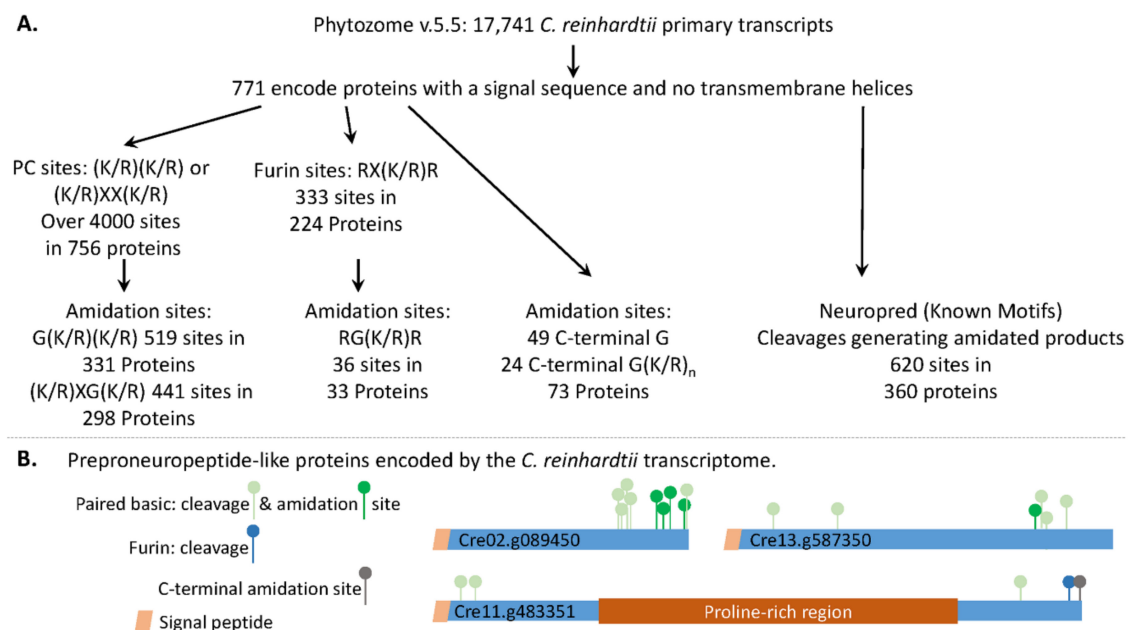 A.
Phytozome v.5.5: 17,741 C. reinhardtii primary transcripts
771 encode proteins with a signal sequence and no transmembrane helices
PC sites: (K/R)(K/R) or
(K/R)XX(K/R)
Over 4000 sites
in 756 proteins
Furin sites: RX(K/R)R
333 sites in
224 Proteins
Amidation sites:
G(K/R)(K/R) 519 sites in
331 Proteins
(K/R)XG(K/R) 441 sites in
298 Proteins
Amidation sites:
RG(K/R)R
36 sites in
33 Proteins
Amidation sites:
49 C-terminal G
24 C-terminal G(K/R)n
73 Proteins
Neuropred (Known Motifs)
Cleavages generating amidated products
620 sites in
360 proteins
B. Preproneuropeptide-like proteins encoded by the C. reinhardtii transcriptome.
Paired basic: cleavage & amidation site
Furin: cleavage
C-terminal amidation site
Signal peptide
Cre02.g089450
Cre13.g587350
Cre11.g483351
Proline-rich region